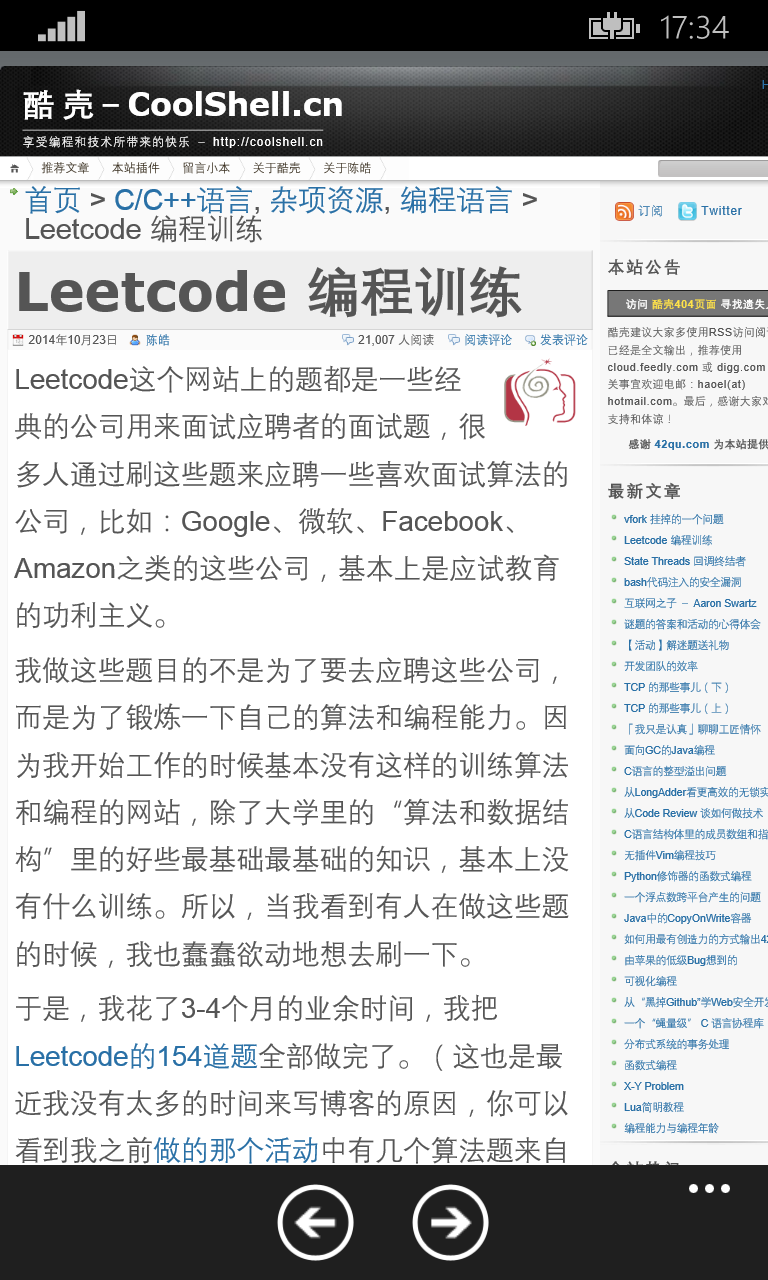 17:34
酷 壳 – CoolShell.cn
享受编程和技术所带来的快乐 – http://coolshell.cn
推荐文章 本站插件 留言小本 关于酷壳 关于陈皓
首页 > C/C++语言, 杂项资源, 编程语言 >
Leetcode 编程训练
Leetcode 编程训练
2014年10月23日 陈皓 21,007 人阅读 阅读评论 发表评论
Leetcode这个网站上的题都是一些经
典的公司用来面试应聘者的面试题，很
多人通过刷这些题来应聘一些喜欢面试算法的
公司，比如：Google、微软、Facebook、
Amazon之类的这些公司，基本上是应试教育
的功利主义。
我做这些题目的不是为了要去应聘这些公司，
而是为了锻炼一下自己的算法和编程能力。因
为我开始工作的时候基本没有这样的训练算法
和编程的网站，除了大学里的“算法和数据结
构”里的好些最基础最基础的知识，基本上没
有什么训练。所以，当我看到有人在做这些题
的时候，我也蠢蠢欲动地想去刷一下。
于是，我花了3-4个月的业余时间，我把
Leetcode的154道题全部做完了。（这也是最
近我没有太多的时间来写博客的原因，你可以
看到我之前做的那个活动中有几个算法题来自
订阅 Twitter
本站公告
访问 酷壳404页面 寻找遗失
酷壳建议大家多使用RSS访问阅
已经是全文输出，推荐使用
cloud.feedly.com 或 digg.com
关事宜欢迎电邮：haoel(at)
hotmail.com。最后，感谢大家对
支持和体谅！
感谢 42qu.com 为本站提供
最新文章
vfork 挂掉的一个问题
Leetcode 编程训练
State Threads 回调终结者
bash代码注入的安全漏洞
互联网之子 – Aaron Swartz
谜题的答案和活动的心得体会
【活动】解迷题送礼物
开发团队的效率
TCP 的那些事儿（下）
TCP 的那些事儿（上）
「我只是认真」聊聊工匠情怀
面向GC的Java编程
C语言的整型溢出问题
从LongAdder看更高效的无锁实
从Code Review 谈如何做技术
C语言结构体里的成员数组和指
无插件Vim编程技巧
Python修饰器的函数式编程
一个浮点数跨平台产生的问题
Java中的CopyOnWrite容器
如何用最有创造力的方式输出42
由苹果的低级Bug想到的
可视化编程
从“黑掉Github”学Web安全开发
一个“蝇量级” C 语言协程库
分布式系统的事务处理
函数式编程
X-Y Problem
Lua简明教程
编程能力与编程年龄